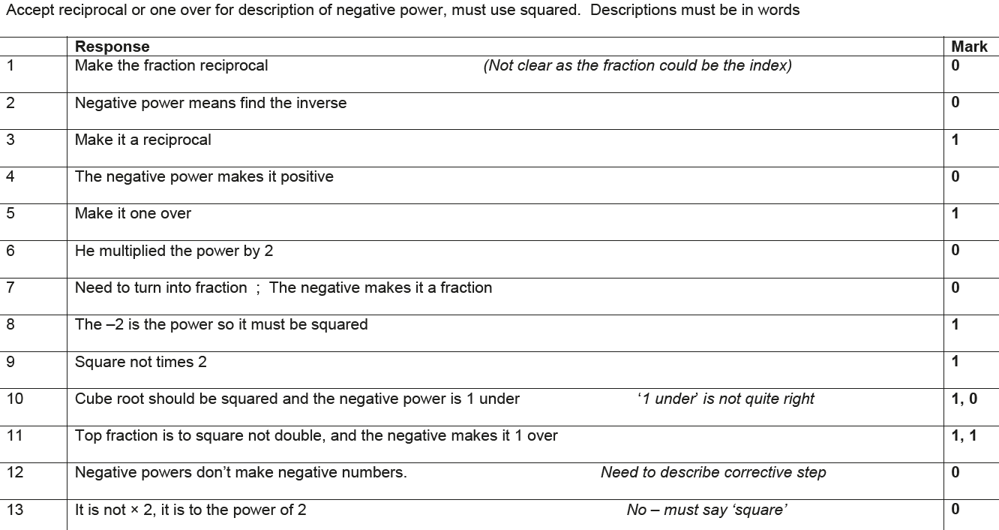 Accept reciprocal or one over for description of negative power, must use squared.  Descriptions must be in words
Response Mark
1 Make the fraction reciprocal (Not clear as the fraction could be the index) 0
2 Negative power means find the inverse 0
3 Make it a reciprocal 1
4 The negative power makes it positive 0
5 Make it one over 1
6 He multiplied the power by 2 0
7 Need to turn into fraction  ;  The negative makes it a fraction 0
8 The –2 is the power so it must be squared 1
9 Square not times 2 1
10 Cube root should be squared and the negative power is 1 under ‘1 under’ is not quite right 1, 0
11 Top fraction is to square not double, and the negative makes it 1 over 1, 1
12 Negative powers don’t make negative numbers. Need to describe corrective step 0
13 It is not × 2, it is to the power of 2 No – must say ‘square’ 0